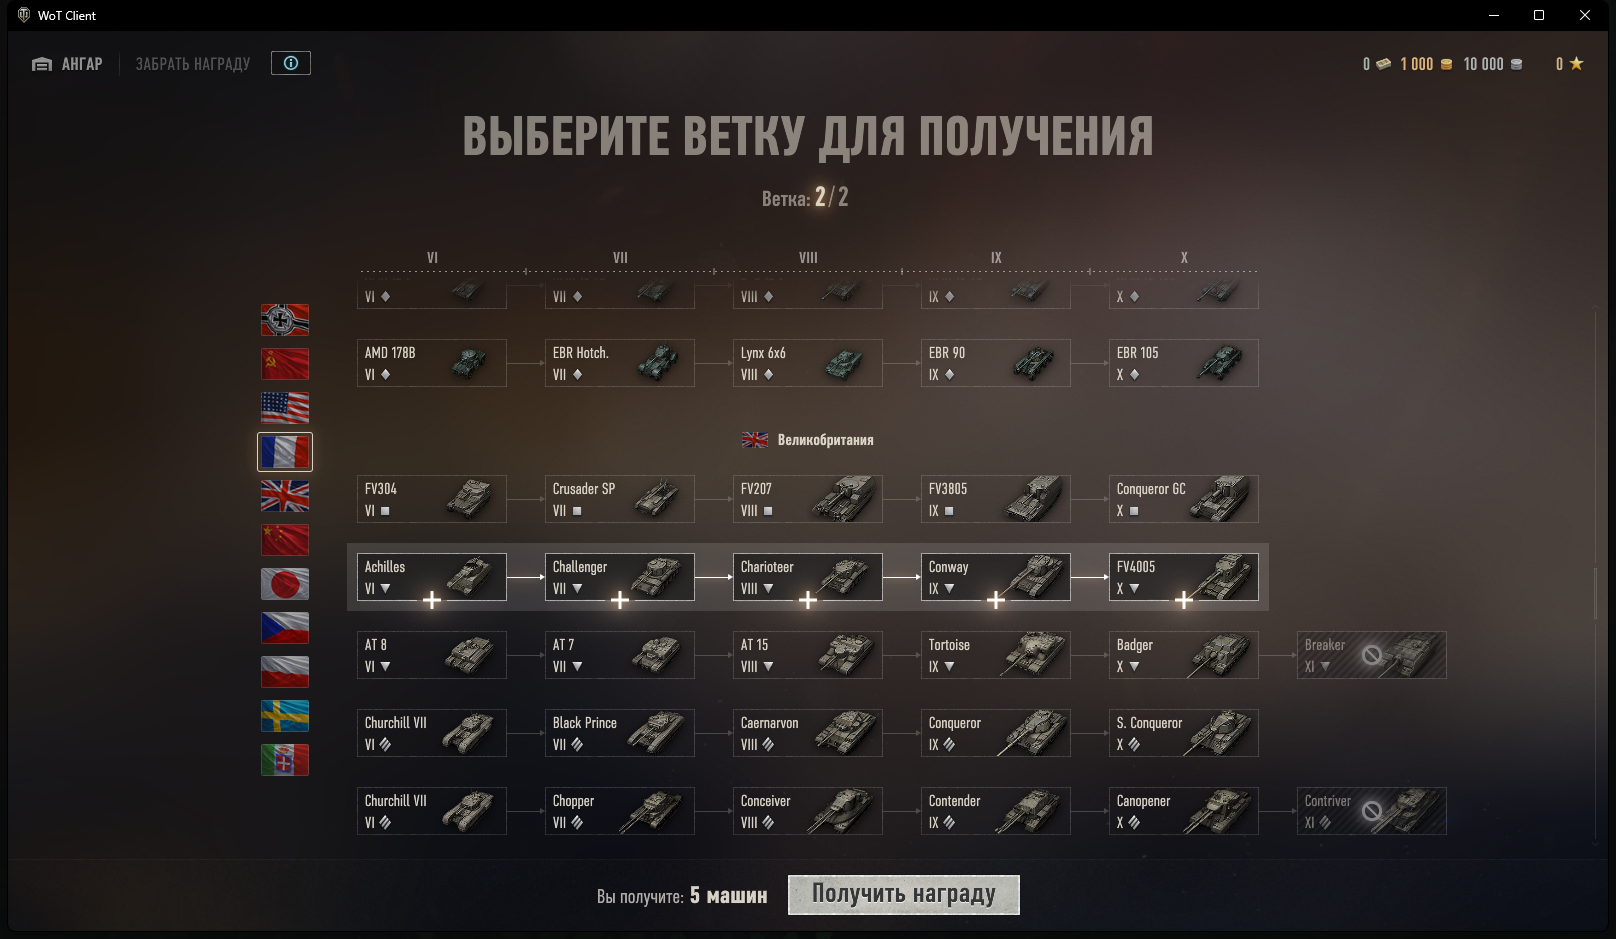 WoT Client
АНГАР ЗАБРАТЬ НАГРАДУ
0 1 000 10 000 0
ВЫБЕРИТЕ ВЕТКУ ДЛЯ ПОЛУЧЕНИЯ
Ветка: 2/2
VI VII VIII IX X
VI VII VIII IX X
AMD 178B EBR Hotch. Lynx 6x6 EBR 90 EBR 105
VI VII VIII IX X
Великобритания
FV304 Crusader SP FV207 FV3805 Conqueror GC
VI VII VIII IX X
Achilles Challenger Charioteer Conway FV4005
VI VII VIII IX X
AT 8 AT 7 AT 15 Tortoise Badger Breaker
VI VII VIII IX X XI
Churchill VII Black Prince Caernarvon Conqueror S. Conqueror
VI VII VIII IX X
Churchill VII Chopper Conceiver Contender Canopener Contriver
VI VII VIII IX X XI
Вы получите: 5 машин Получить награду